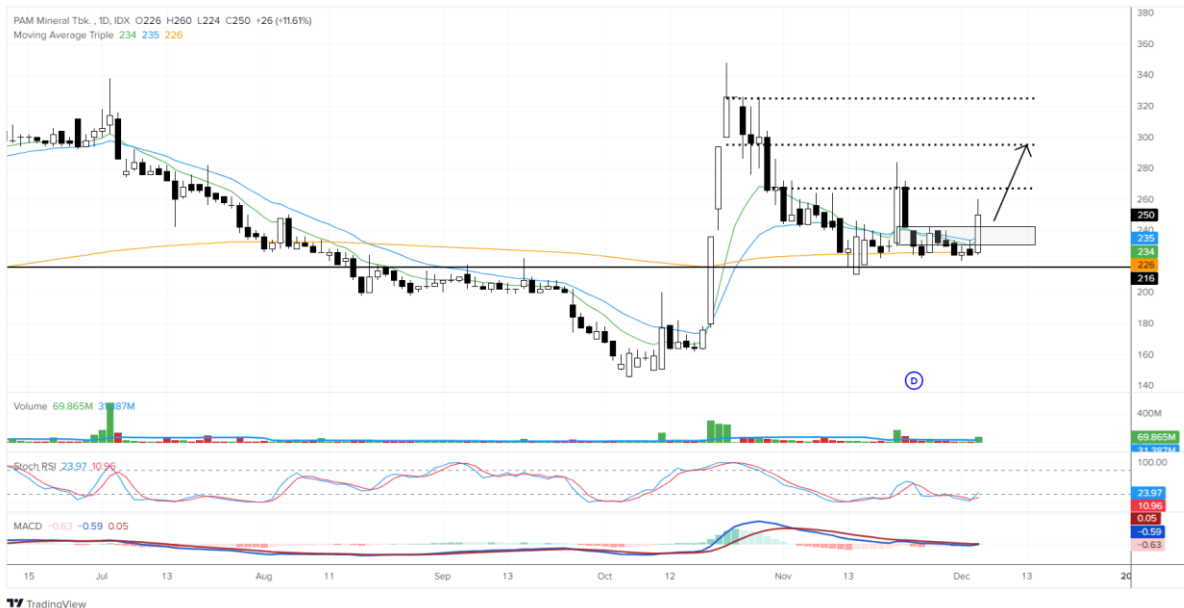 PAM Mineral Tbk. , 1D, IDX O226 H260 L224 C250 +26 (+11.61%)
Moving Average Triple 234 235 226
380
360
340
320
300
280
260
250
240
235
234
226
216
200
180
160
140
D
Volume 69.865M 31.387M
400M
69.865M
31.387M
Stoch RSI 23.97 10.96
100.00
23.97
10.96
MACD −0.63 −0.59 0.05
0.05
−0.59
−0.63
15 Jul 13 Aug 11 Sep 13 Oct 12 Nov 13 Dec 13 20
TradingView